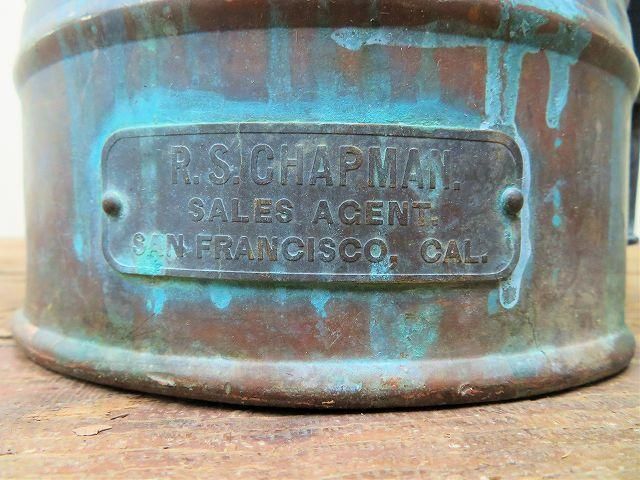 R. S. CHAPMAN.
SALES AGENT.
SAN FRANCISCO, CAL.